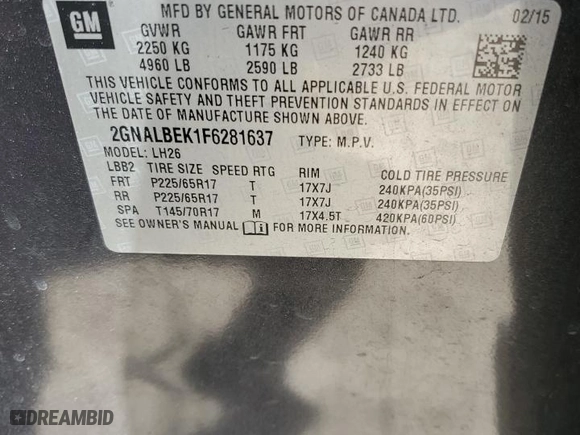 GM
MFD BY GENERAL MOTORS OF CANADA LTD. 02/15
GVWR GAWR FRT GAWR RR
2250 KG 1175 KG 1240 KG
4960 LB 2590 LB 2733 LB
THIS VEHICLE CONFORMS TO ALL APPLICABLE U.S. FEDERAL MOTOR
VEHICLE SAFETY AND THEFT PREVENTION STANDARDS IN EFFECT ON
THE DATE OF MANUFACTURE SHOWN ABOVE.
2GNALBEK1F6281637 TYPE: M.P.V.
MODEL: LH26
LBB2 TIRE SIZE SPEED RTG RIM COLD TIRE PRESSURE
FRT P225/65R17 T 17X7J 240KPA(35PSI)
RR P225/65R17 T 17X7J 240KPA(35PSI)
SPA T145/70R17 M 17X4.5T 420KPA(60PSI)
SEE OWNER'S MANUAL FOR MORE INFORMATION.
DREAMBID